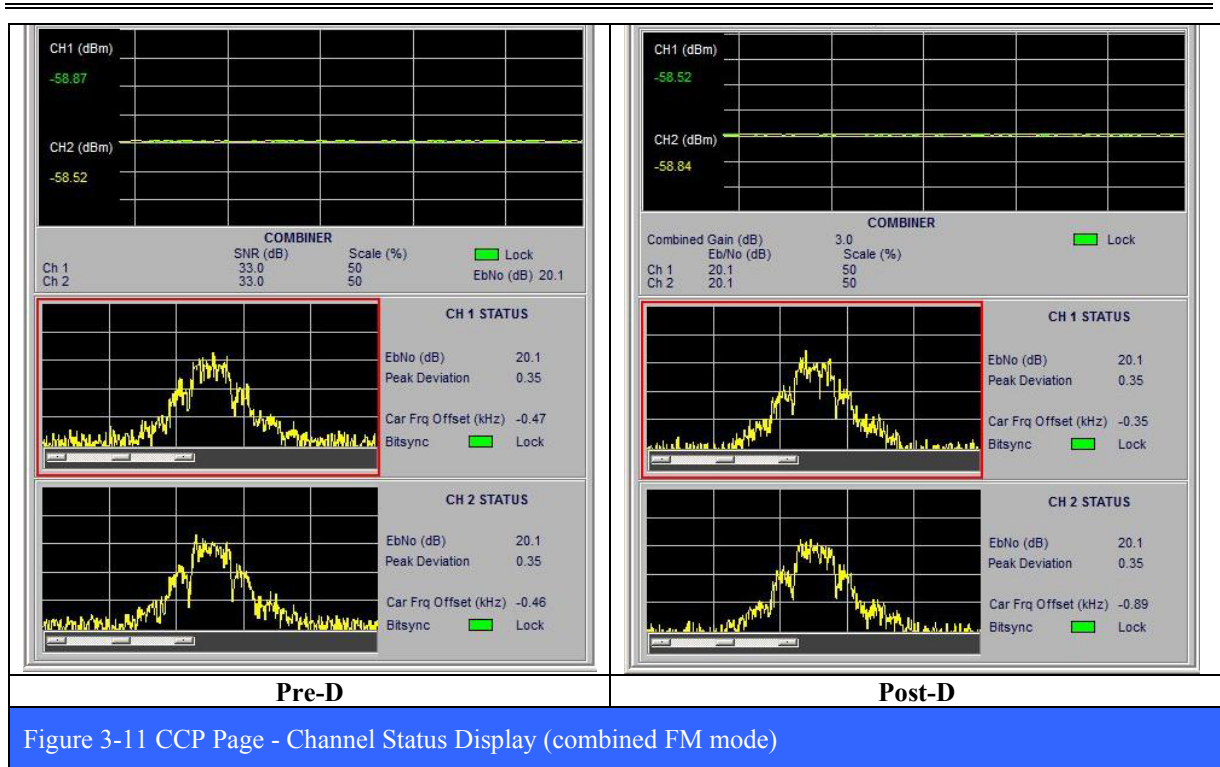 CH1 (dBm)
-58.87
CH2 (dBm)
-58.52
COMBINER
SNR (dB) Scale (%) Lock
Ch 1 33.0 50 EbNo (dB) 20.1
Ch 2 33.0 50
CH 1 STATUS
EbNo (dB) 20.1
Peak Deviation 0.35
Car Frq Offset (kHz) -0.47
Bitsync Lock
CH 2 STATUS
EbNo (dB) 20.1
Peak Deviation 0.35
Car Frq Offset (kHz) -0.46
Bitsync Lock
Pre-D
CH1 (dBm)
-58.52
CH2 (dBm)
-58.84
COMBINER
Combined Gain (dB) 3.0 Lock
Eb/No (dB) Scale (%)
Ch 1 20.1 50
Ch 2 20.1 50
CH 1 STATUS
EbNo (dB) 20.1
Peak Deviation 0.35
Car Frq Offset (kHz) -0.35
Bitsync Lock
CH 2 STATUS
EbNo (dB) 20.1
Peak Deviation 0.35
Car Frq Offset (kHz) -0.89
Bitsync Lock
Post-D
Figure 3-11 CCP Page - Channel Status Display (combined FM mode)